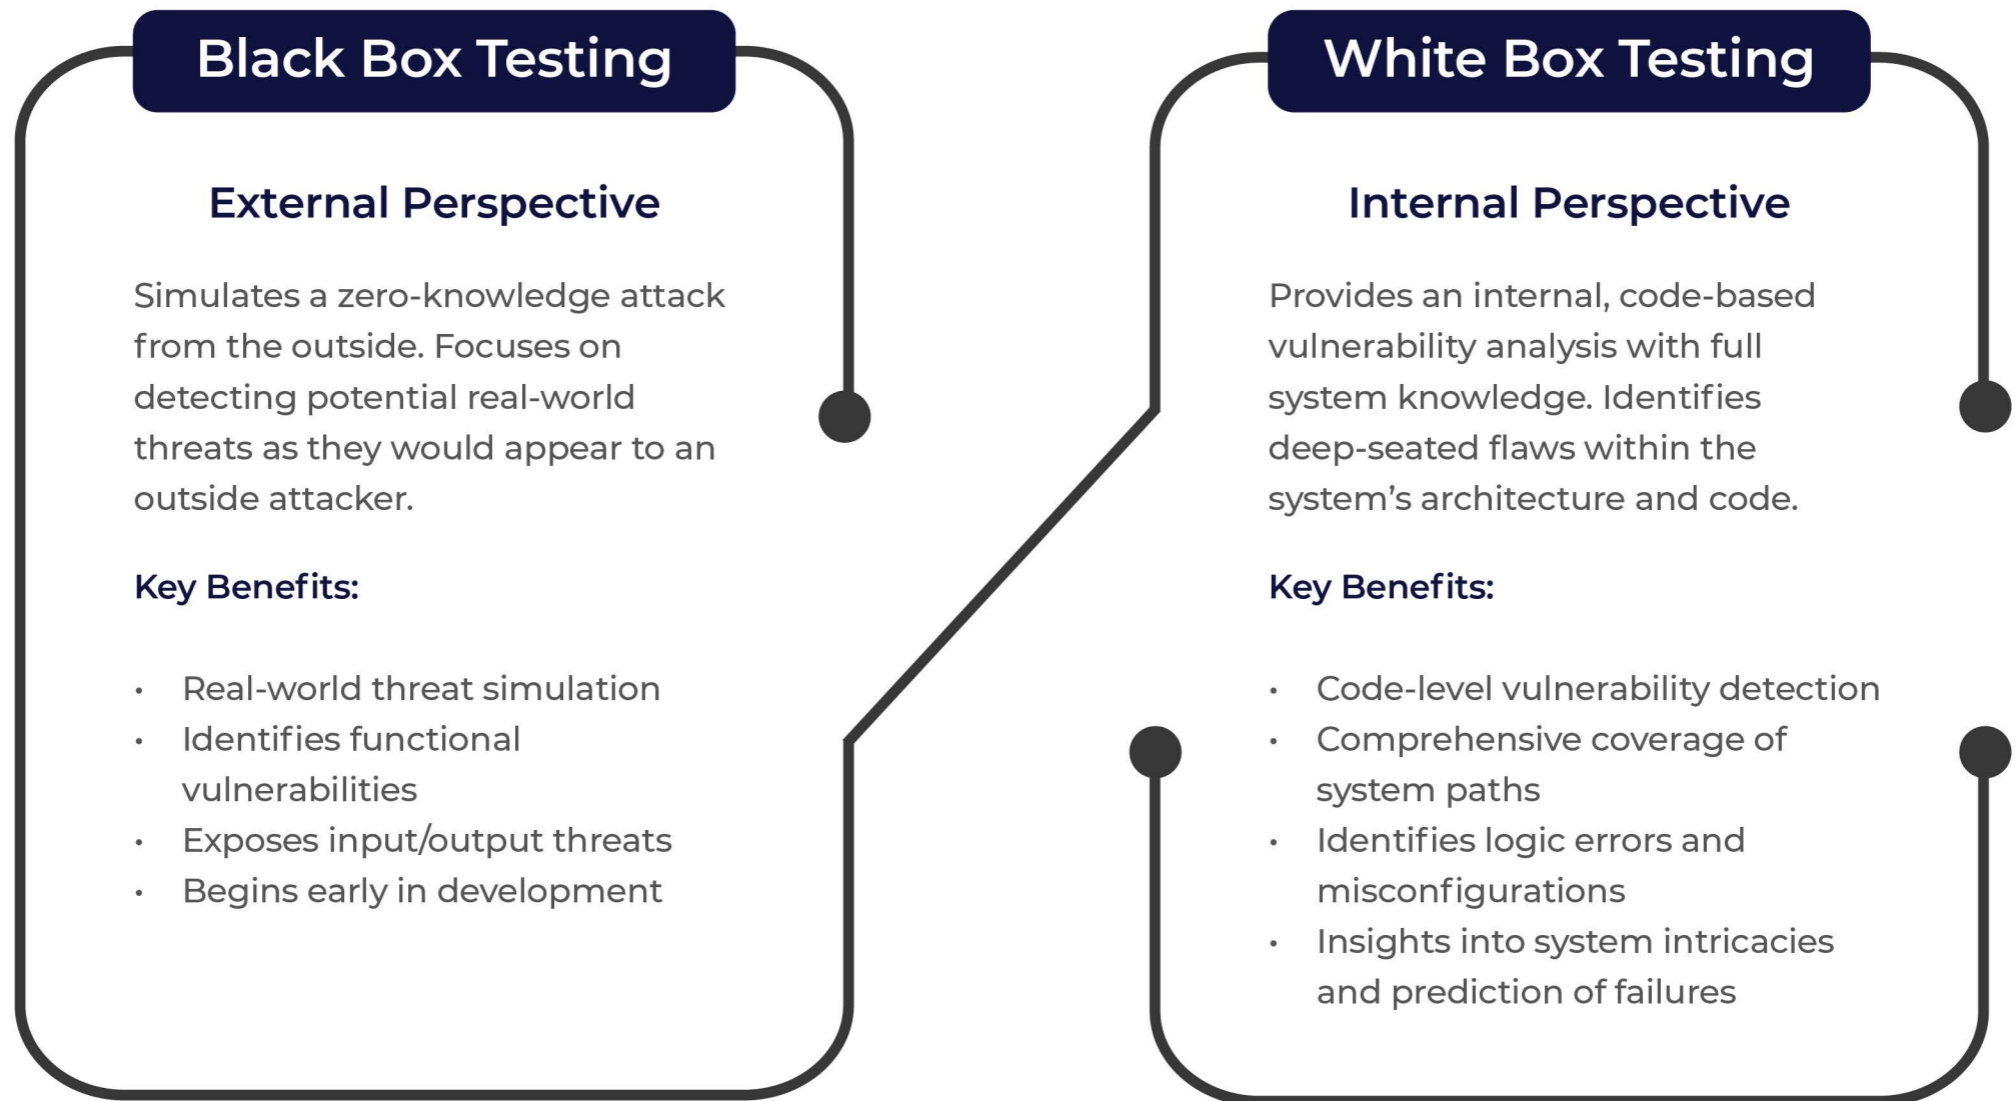 Black Box Testing
External Perspective
Simulates a zero-knowledge attack
from the outside. Focuses on
detecting potential real-world
threats as they would appear to an
outside attacker.
Key Benefits:
• Real-world threat simulation
• Identifies functional
vulnerabilities
• Exposes input/output threats
• Begins early in development
White Box Testing
Internal Perspective
Provides an internal, code-based
vulnerability analysis with full
system knowledge. Identifies
deep-seated flaws within the
system’s architecture and code.
Key Benefits:
• Code-level vulnerability detection
• Comprehensive coverage of
system paths
• Identifies logic errors and
misconfigurations
• Insights into system intricacies
and prediction of failures